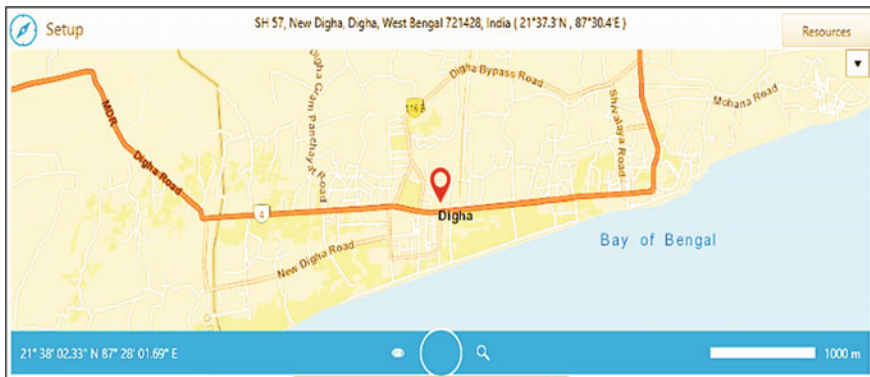 Setup
SH 57, New Digha, Digha, West Bengal 721428, India ( 21°37.3'N , 87°30.4'E )
Resources
Digha Bypass Road
Mohana Road
116 B
MDR
Digha Gram Panchayet Road
Shivalaya Road
Digha Road
4
Digha
Bay of Bengal
New Digha Road
21° 38' 02.33" N 87° 28' 01.69" E
1000 m